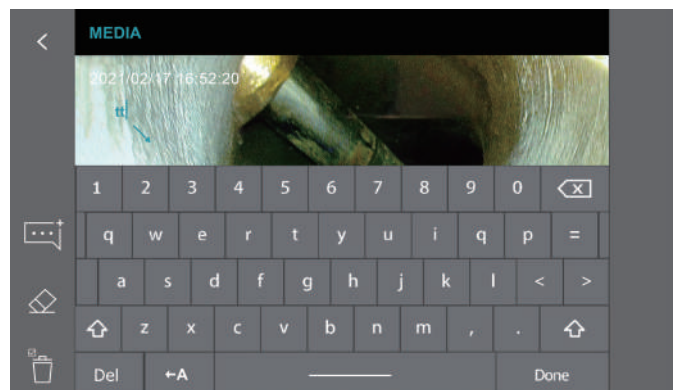 MEDIA
2021/02/17 16:52:20
tt
1 2 3 4 5 6 7 8 9 0
q w e r t y u i q p =
a s d f g h j k l < >
z x c v b n m , .
Del ←A Done